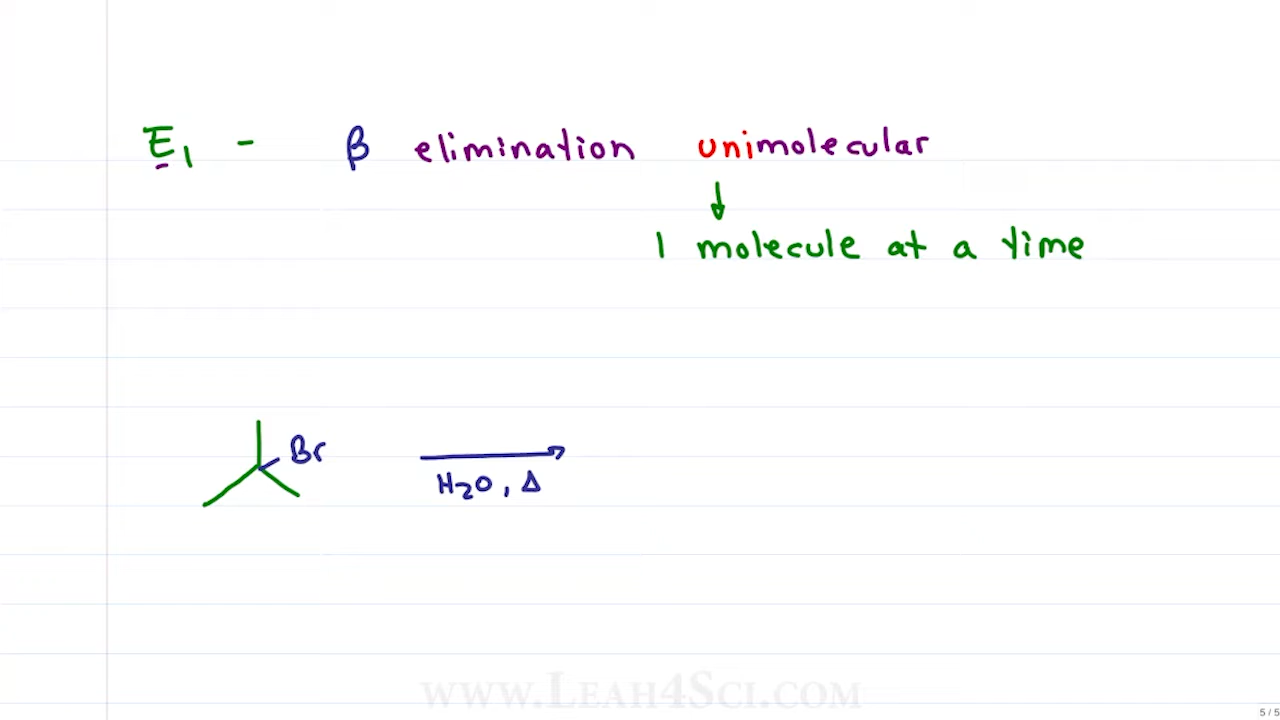 E1 - β elimination unimolecular
1 molecule at a time
Br
H2O, Δ
www.Leah4Sci.com
5 / 5